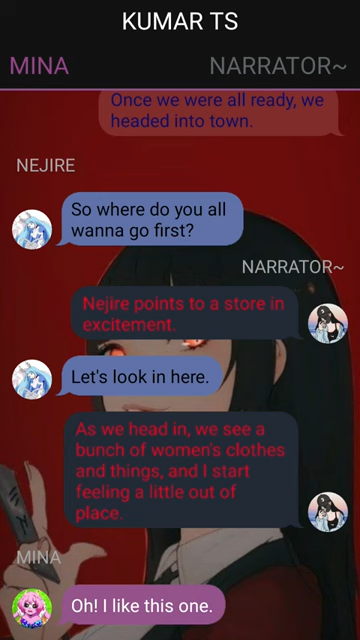 KUMAR TS
MINA
NARRATOR~
Once we were all ready, we
headed into town.
NEJIRE
So where do you all
wanna go first?
NARRATOR~
Nejire points to a store in
excitement.
Let's look in here.
As we head in, we see a
bunch of women's clothes
and things, and I start
feeling a little out of
place.
MINA
Oh! I like this one.